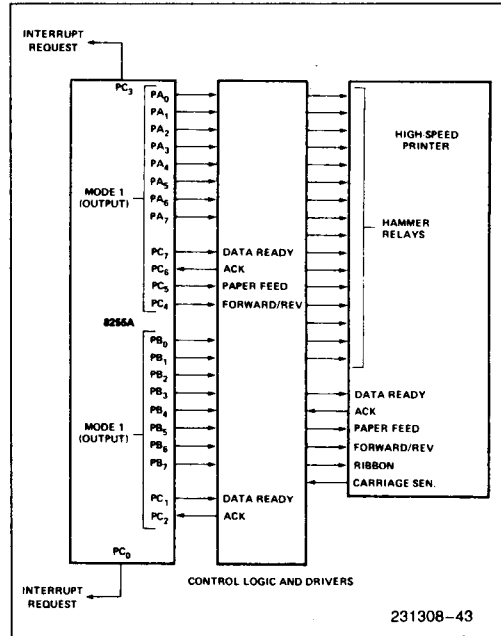 INTERRUPT
REQUEST
PC3
PA0
PA1
PA2
PA3
PA4
PA5
PA6
PA7
MODE 1
(OUTPUT)
PC7 DATA READY
PC6 ACK
PC5 PAPER FEED
PC4 FORWARD/REV
8255A
PB0
PB1
PB2
PB3
PB4
PB5
PB6
PB7
MODE 1
(OUTPUT)
PC1 DATA READY
PC2 ACK
PC0
INTERRUPT
REQUEST
CONTROL LOGIC AND DRIVERS
HIGH-SPEED
PRINTER
HAMMER
RELAYS
DATA READY
ACK
PAPER FEED
FORWARD/REV
RIBBON
CARRIAGE SEN.
231308-43